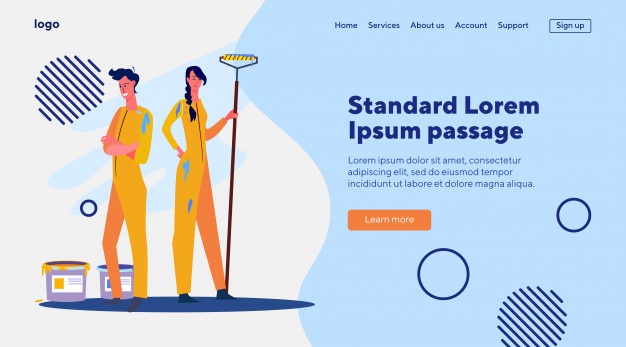 logo
Home Services About us Account Support Sign up
Standard Lorem
Ipsum passage
Lorem ipsum dolor sit amet, consectetur
adipiscing elit, sed do eiusmod tempor
incididunt ut labore et dolore magna aliqua.
Learn more